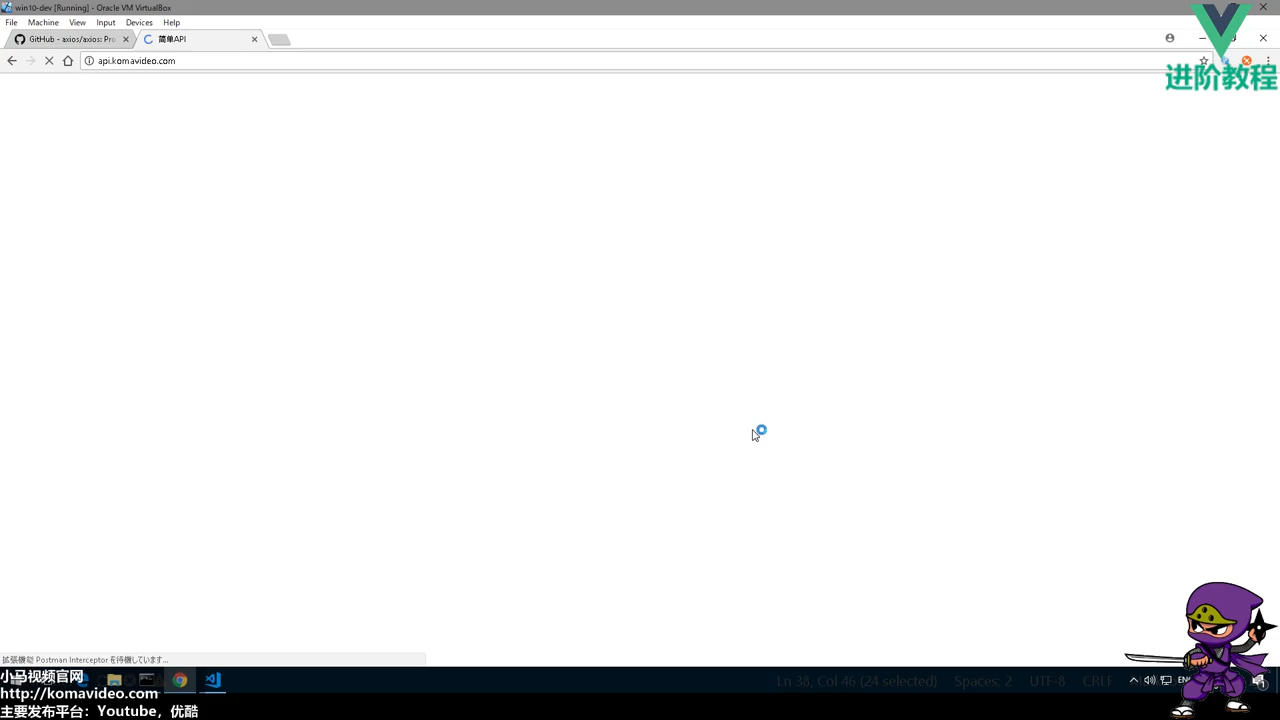 win10-dev [Running] - Oracle VM VirtualBox
File Machine View Input Devices Help
GitHub - axios/axios: Pro
简单API
api.komavideo.com
进阶教程
拡張機能 Postman Interceptor を待機しています...
小马视频官网
http://komavideo.com
主要发布平台：Youtube，优酷
Ln 38, Col 46 (24 selected) Spaces: 2 UTF-8 CRLF